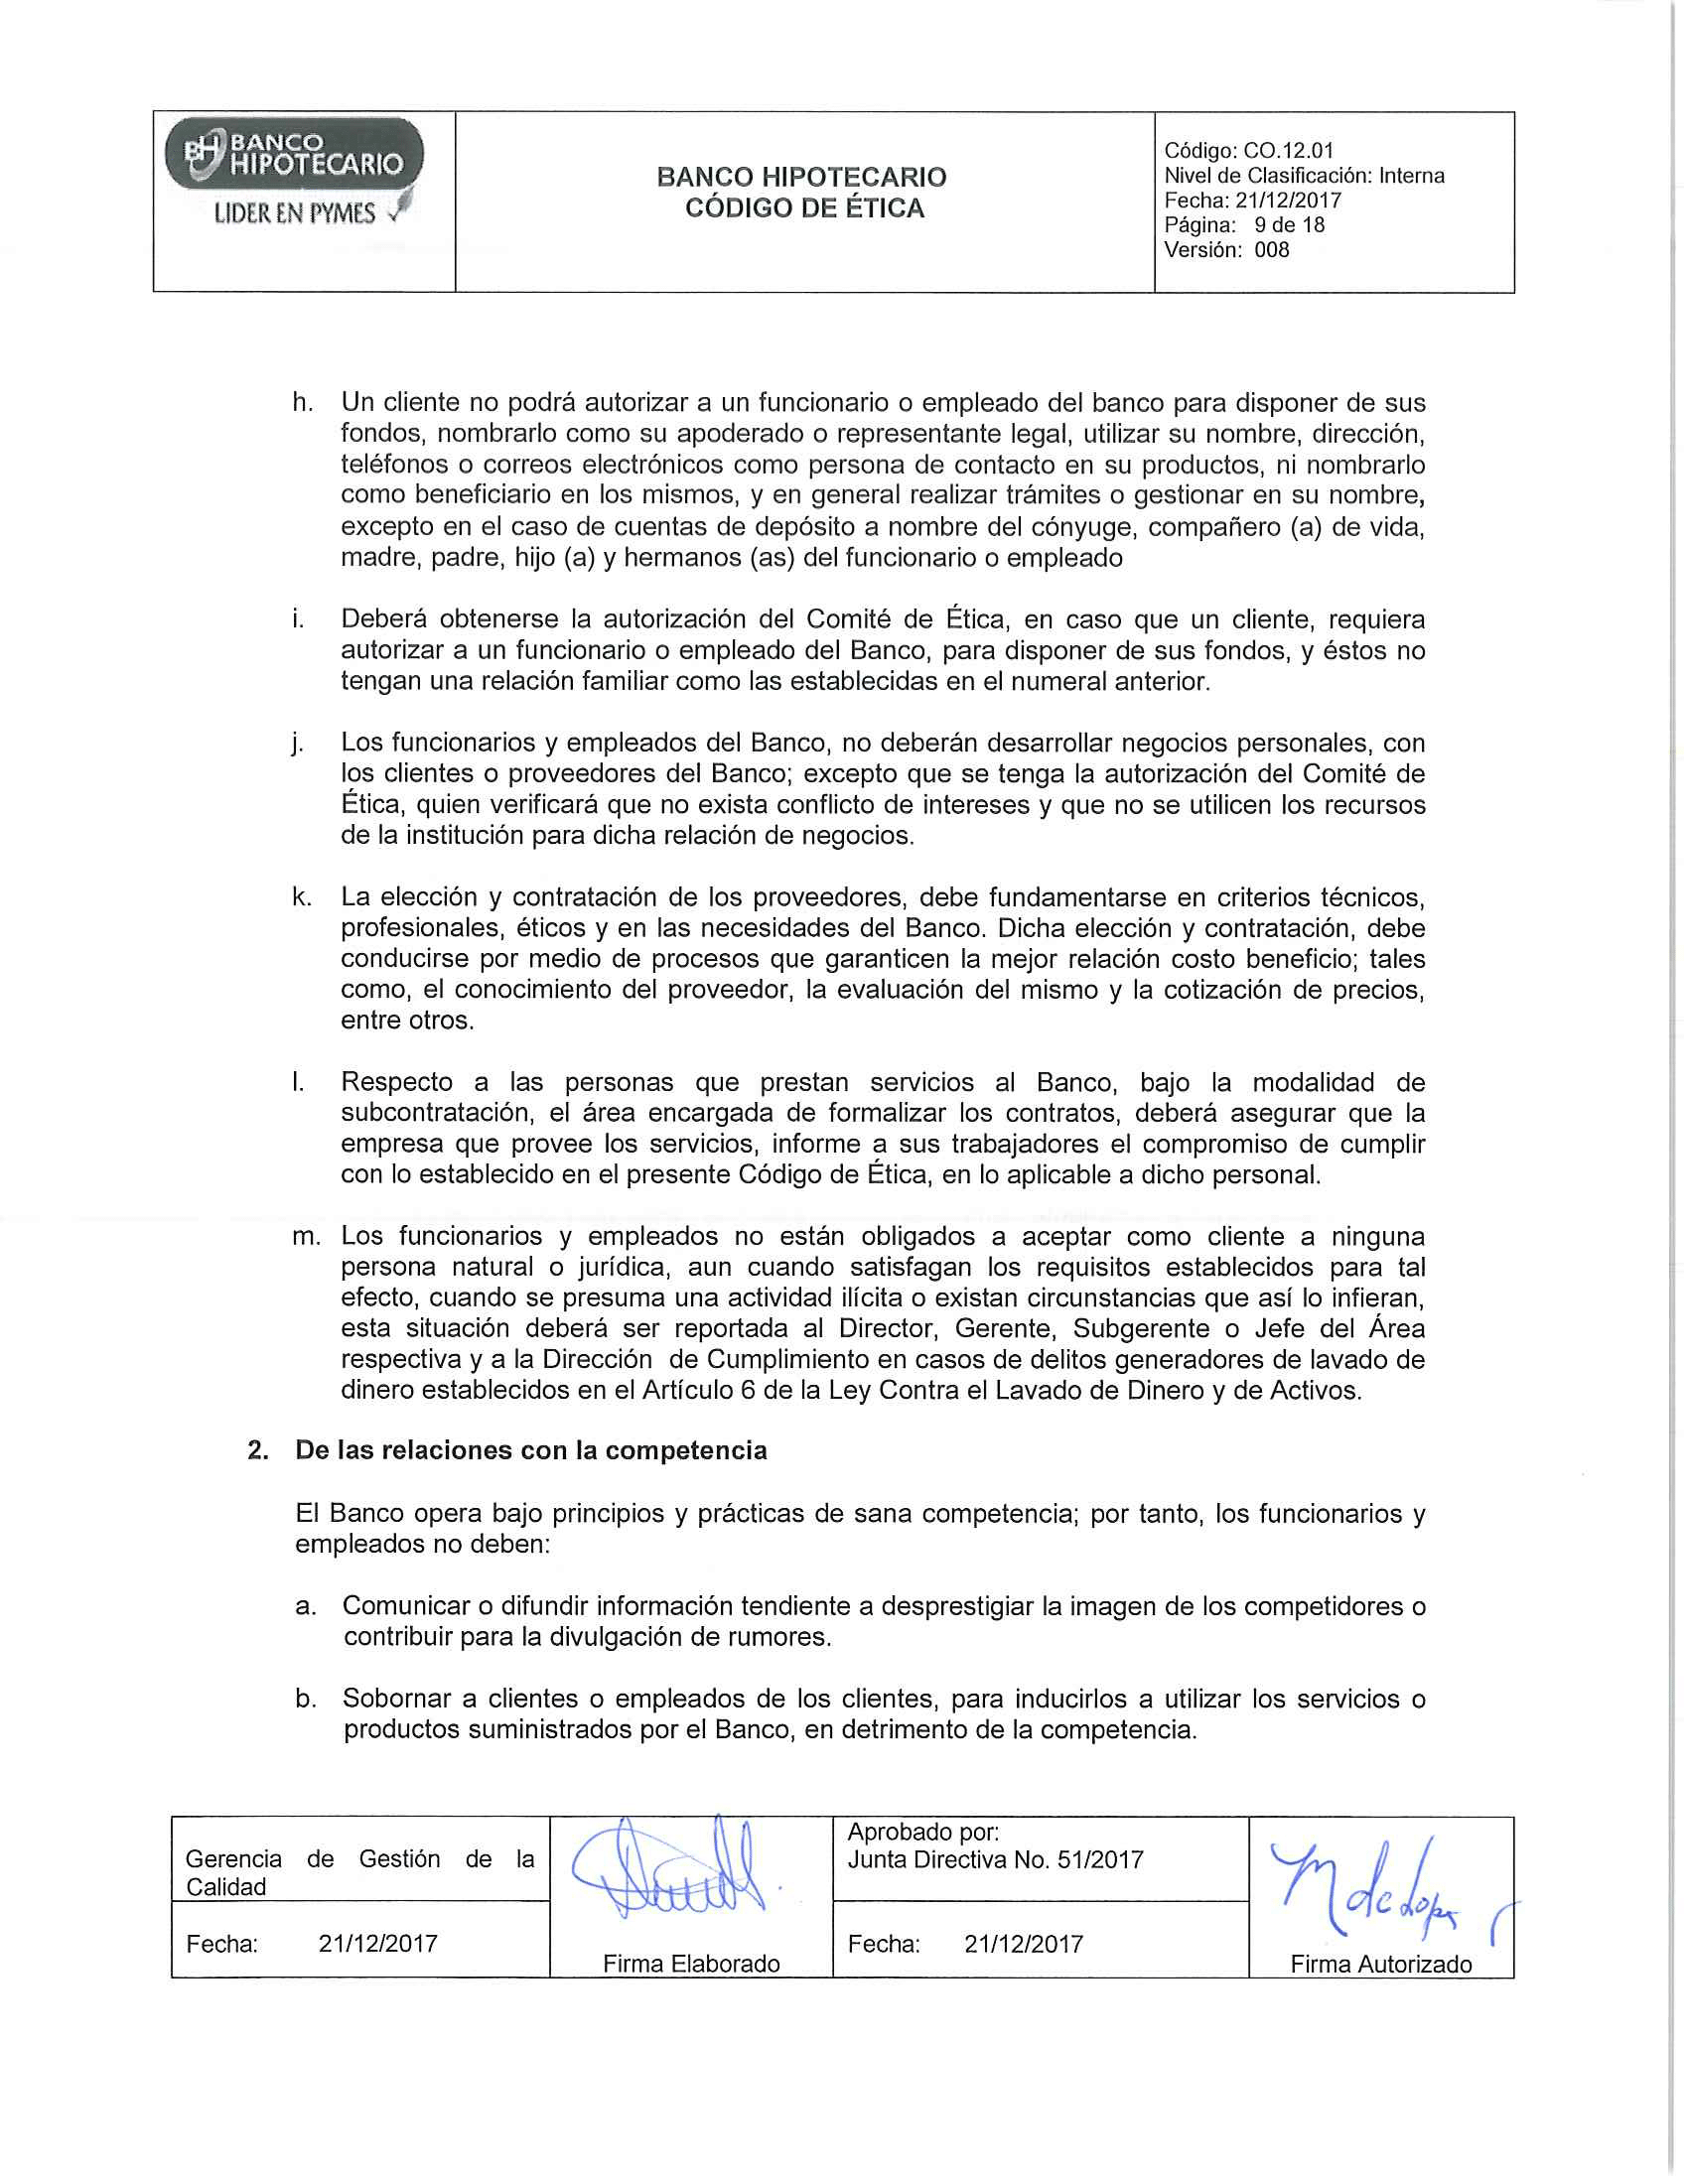 BANCO
HIPOTECARIO
LIDER EN PYMES
BANCO HIPOTECARIO
CÓDIGO DE ÉTICA
Código: CO.12.01
Nivel de Clasificación: Interna
Fecha: 21/12/2017
Página: 9 de 18
Versión: 008
h. Un cliente no podrá autorizar a un funcionario o empleado del banco para disponer de sus
fondos, nombrarlo como su apoderado o representante legal, utilizar su nombre, dirección,
teléfonos o correos electrónicos como persona de contacto en su productos, ni nombrarlo
como beneficiario en los mismos, y en general realizar trámites o gestionar en su nombre,
excepto en el caso de cuentas de depósito a nombre del cónyuge, compañero (a) de vida,
madre, padre, hijo (a) y hermanos (as) del funcionario o empleado
i. Deberá obtenerse la autorización del Comité de Ética, en caso que un cliente, requiera
autorizar a un funcionario o empleado del Banco, para disponer de sus fondos, y éstos no
tengan una relación familiar como las establecidas en el numeral anterior.
j. Los funcionarios y empleados del Banco, no deberán desarrollar negocios personales, con
los clientes o proveedores del Banco; excepto que se tenga la autorización del Comité de
Ética, quien verificará que no exista conflicto de intereses y que no se utilicen los recursos
de la institución para dicha relación de negocios.
k. La elección y contratación de los proveedores, debe fundamentarse en criterios técnicos,
profesionales, éticos y en las necesidades del Banco. Dicha elección y contratación, debe
conducirse por medio de procesos que garanticen la mejor relación costo beneficio; tales
como, el conocimiento del proveedor, la evaluación del mismo y la cotización de precios,
entre otros.
l. Respecto a las personas que prestan servicios al Banco, bajo la modalidad de
subcontratación, el área encargada de formalizar los contratos, deberá asegurar que la
empresa que provee los servicios, informe a sus trabajadores el compromiso de cumplir
con lo establecido en el presente Código de Ética, en lo aplicable a dicho personal.
m. Los funcionarios y empleados no están obligados a aceptar como cliente a ninguna
persona natural o jurídica, aun cuando satisfagan los requisitos establecidos para tal
efecto, cuando se presuma una actividad ilícita o existan circunstancias que así lo infieran,
esta situación deberá ser reportada al Director, Gerente, Subgerente o Jefe del Área
respectiva y a la Dirección de Cumplimiento en casos de delitos generadores de lavado de
dinero establecidos en el Artículo 6 de la Ley Contra el Lavado de Dinero y de Activos.
2. De las relaciones con la competencia
El Banco opera bajo principios y prácticas de sana competencia; por tanto, los funcionarios y
empleados no deben:
a. Comunicar o difundir información tendiente a desprestigiar la imagen de los competidores o
contribuir para la divulgación de rumores.
b. Sobornar a clientes o empleados de los clientes, para inducirlos a utilizar los servicios o
productos suministrados por el Banco, en detrimento de la competencia.
Gerencia de Gestión de la
Calidad
Fecha: 21/12/2017
Firma Elaborado
Aprobado por:
Junta Directiva No. 51/2017
Fecha: 21/12/2017
Firma Autorizado